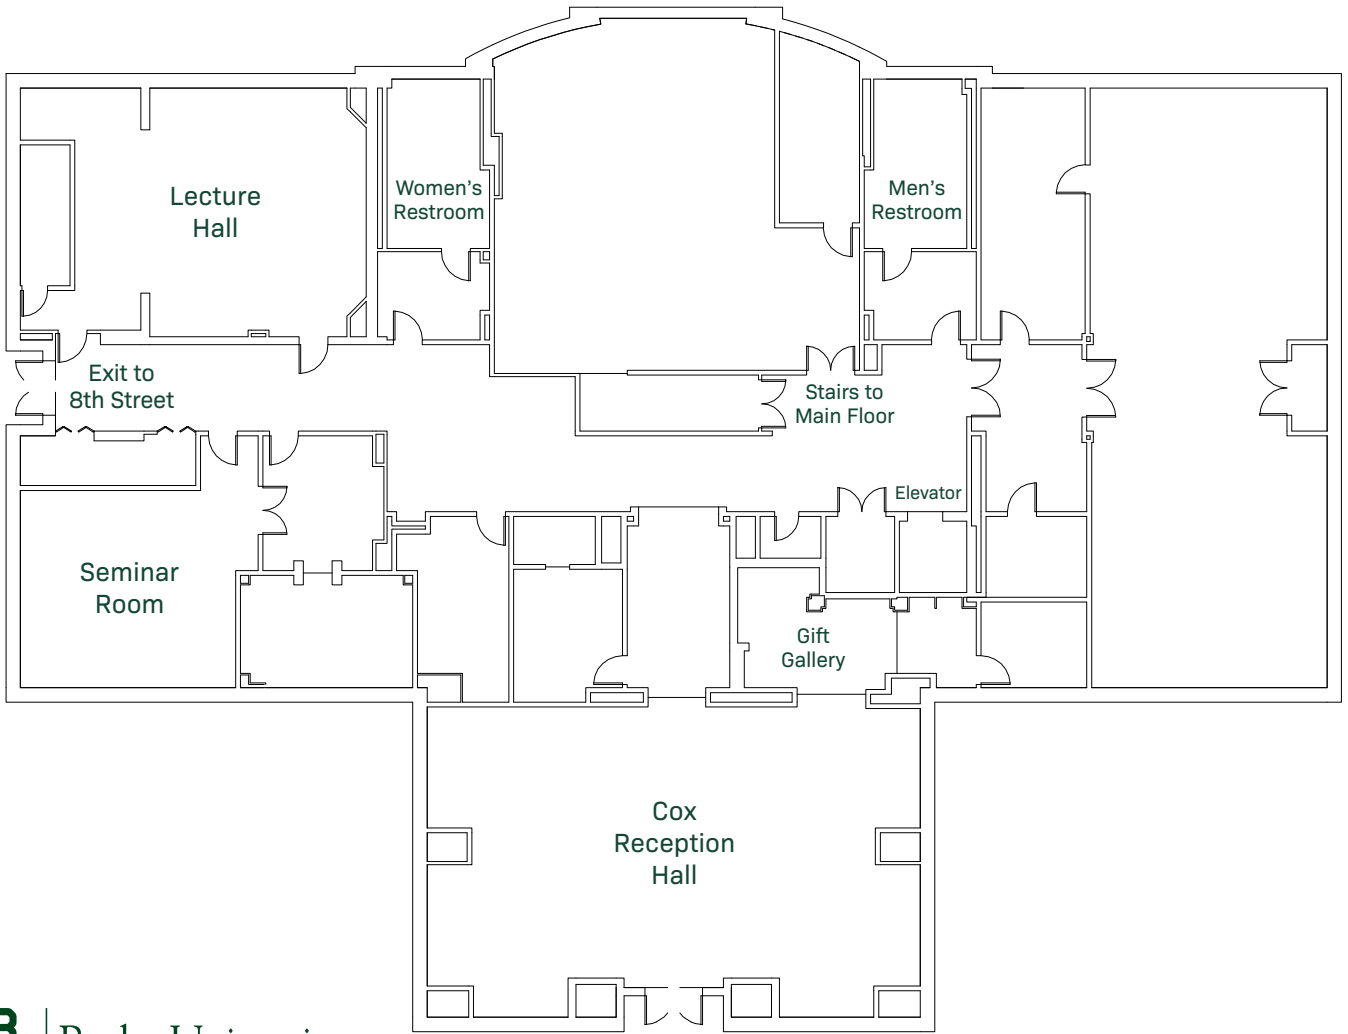 Lecture
Hall
Women's
Restroom
Men's
Restroom
Exit to
8th Street
Stairs to
Main Floor
Elevator
Seminar
Room
Gift
Gallery
Cox
Reception
Hall